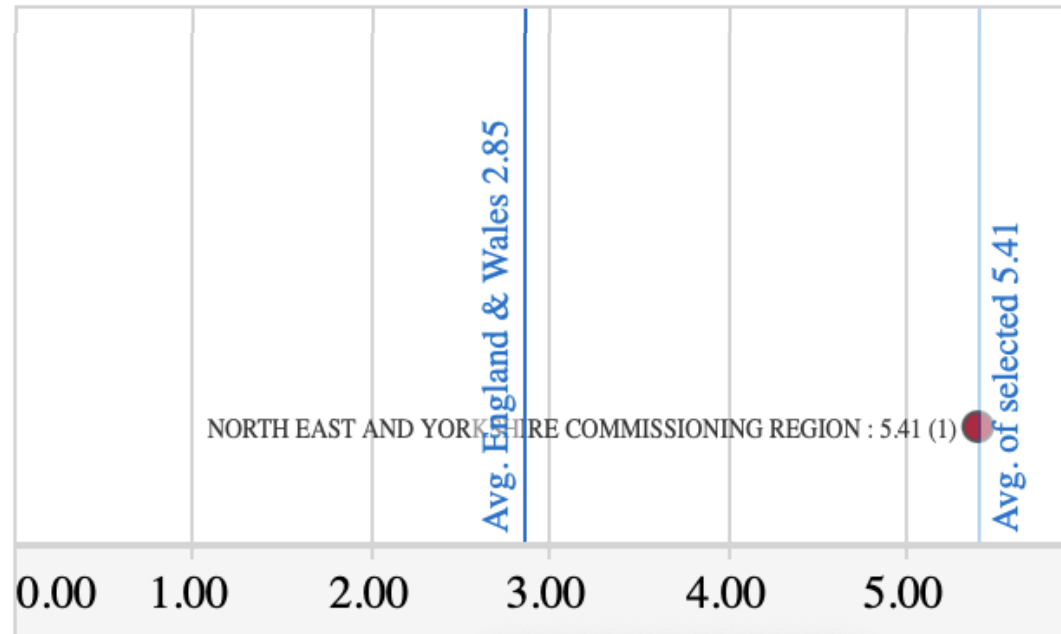 Avg. England & Wales 2.85
NORTH EAST AND YORKSHIRE COMMISSIONING REGION : 5.41 (1)
Avg. of selected 5.41
0.00 1.00 2.00 3.00 4.00 5.00